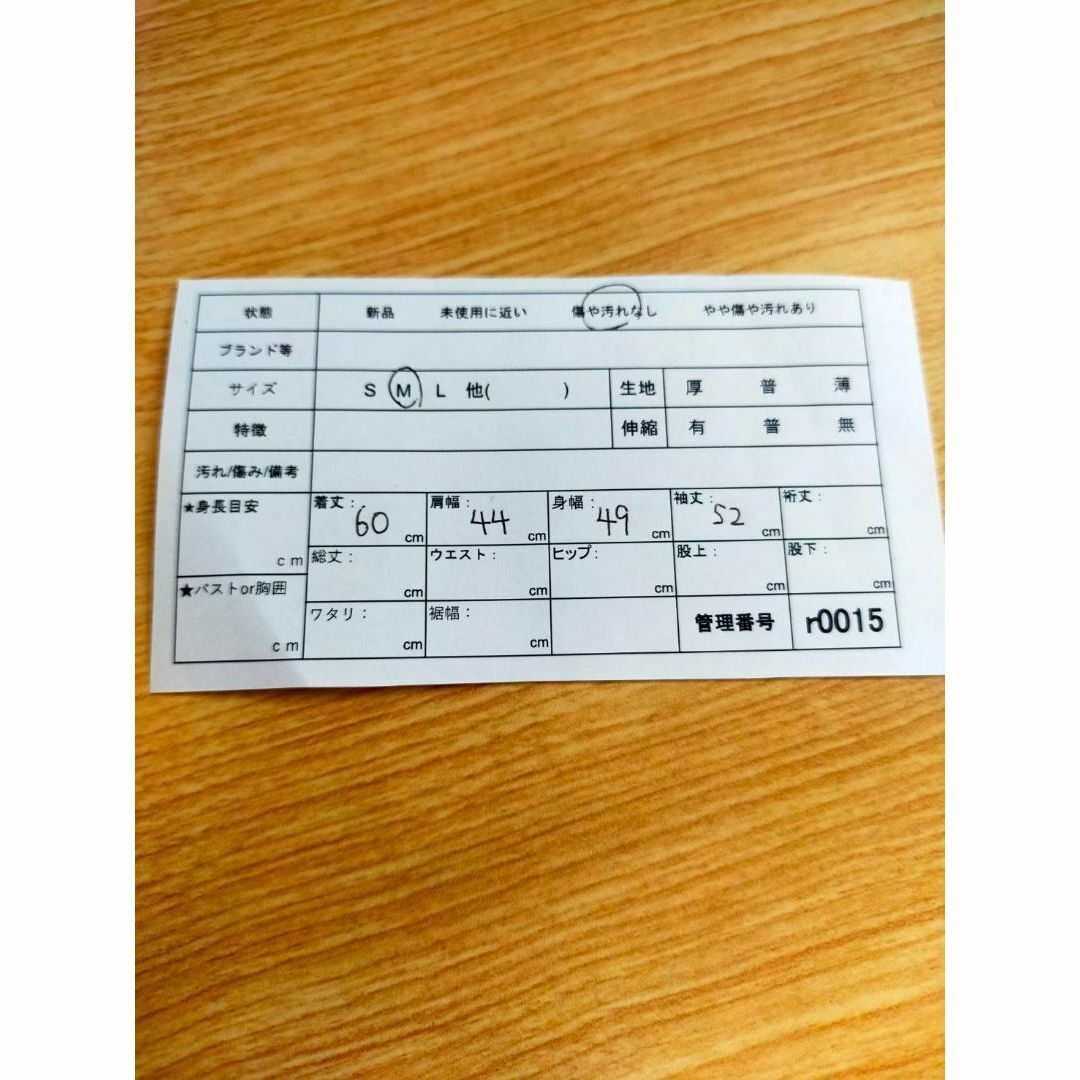 状態 新品 未使用に近い 傷や汚れなし やや傷や汚れあり
ブランド等
サイズ S M L 他( ) 生地 厚 普 薄
特徴 伸縮 有 普 無
汚れ/傷み/備考
★身長目安 cm 着丈: 60 cm 肩幅: 44 cm 身幅: 49 cm 袖丈: 52 cm 裄丈: cm
総丈: cm ウエスト: cm ヒップ: cm 股上: cm 股下: cm
★バストor胸囲 cm ワタリ: cm 裾幅: cm 管理番号 r0015